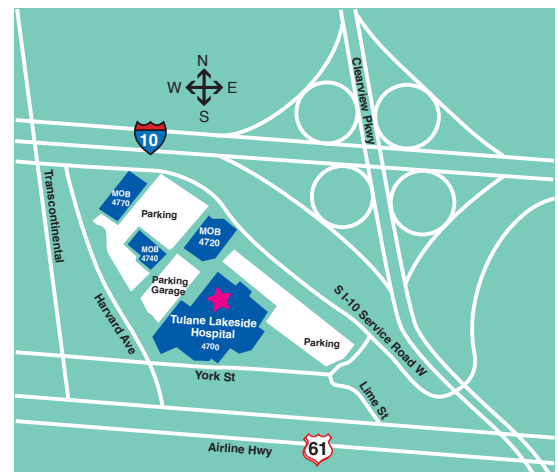 N
W E
S
Clearview Pkwy
10
Transcontinental
MOB
4770
Parking
MOB
4720
MOB
4740
Parking
Garage
Harvard Ave
S I-10 Service Road W
Tulane Lakeside
Hospital
4700
Parking
York St
Lime St
Airline Hwy
61